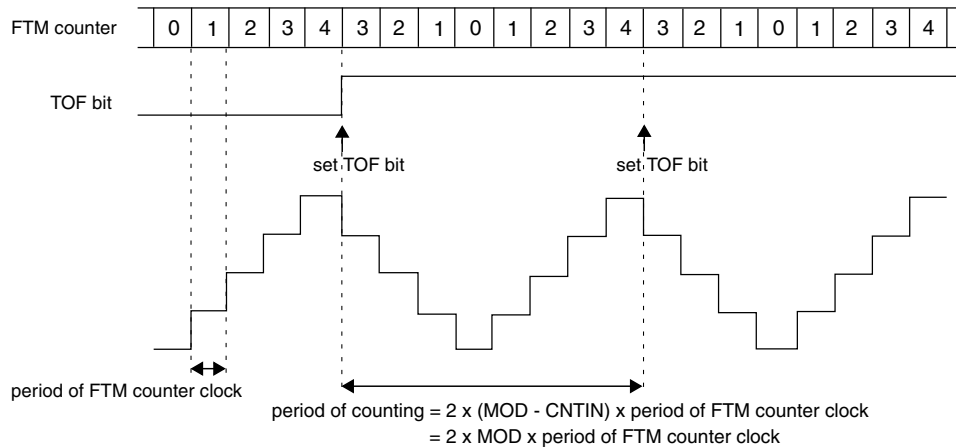 FTM counter 0 1 2 3 4 3 2 1 0 1 2 3 4 3 2 1 0 1 2 3 4
TOF bit
set TOF bit set TOF bit
period of FTM counter clock
period of counting = 2 x (MOD - CNTIN) x period of FTM counter clock
= 2 x MOD x period of FTM counter clock